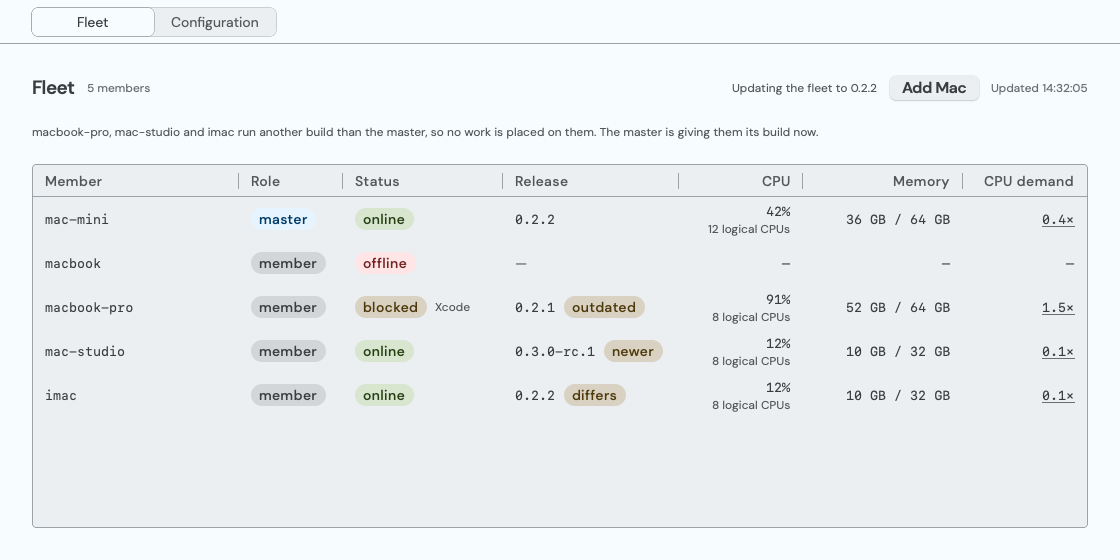 Fleet Configuration
Fleet 5 members Updating the fleet to 0.2.2 Add Mac Updated 14:32:05
macbook-pro, mac-studio and imac run another build than the master, so no work is placed on them. The master is giving them its build now.
Member Role Status Release CPU Memory CPU demand
mac-mini master online 0.2.2 42% 36 GB / 64 GB 0.4×
12 logical CPUs
macbook member offline — — — —
macbook-pro member blocked Xcode 0.2.1 outdated 91% 52 GB / 64 GB 1.5×
8 logical CPUs
mac-studio member online 0.3.0-rc.1 newer 12% 10 GB / 32 GB 0.1×
8 logical CPUs
imac member online 0.2.2 differs 12% 10 GB / 32 GB 0.1×
8 logical CPUs